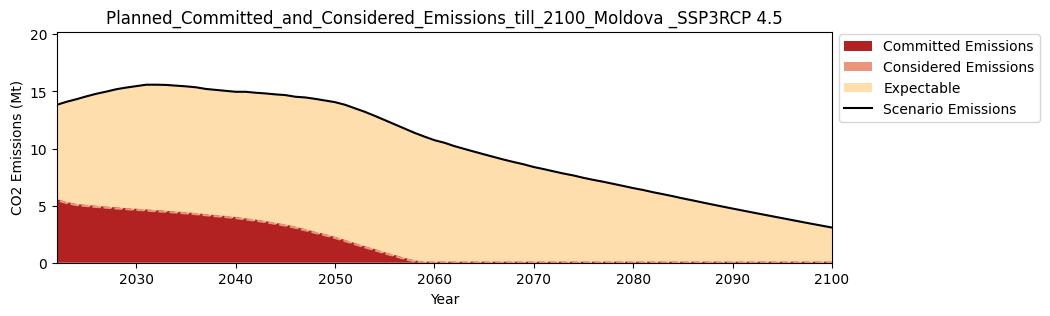 Planned_Committed_and_Considered_Emissions_till_2100_Moldova _SSP3RCP 4.5
CO2 Emissions (Mt)
20
15
10
5
0
2030 2040 2050 2060 2070 2080 2090 2100
Year
Committed Emissions
Considered Emissions
Expectable
Scenario Emissions